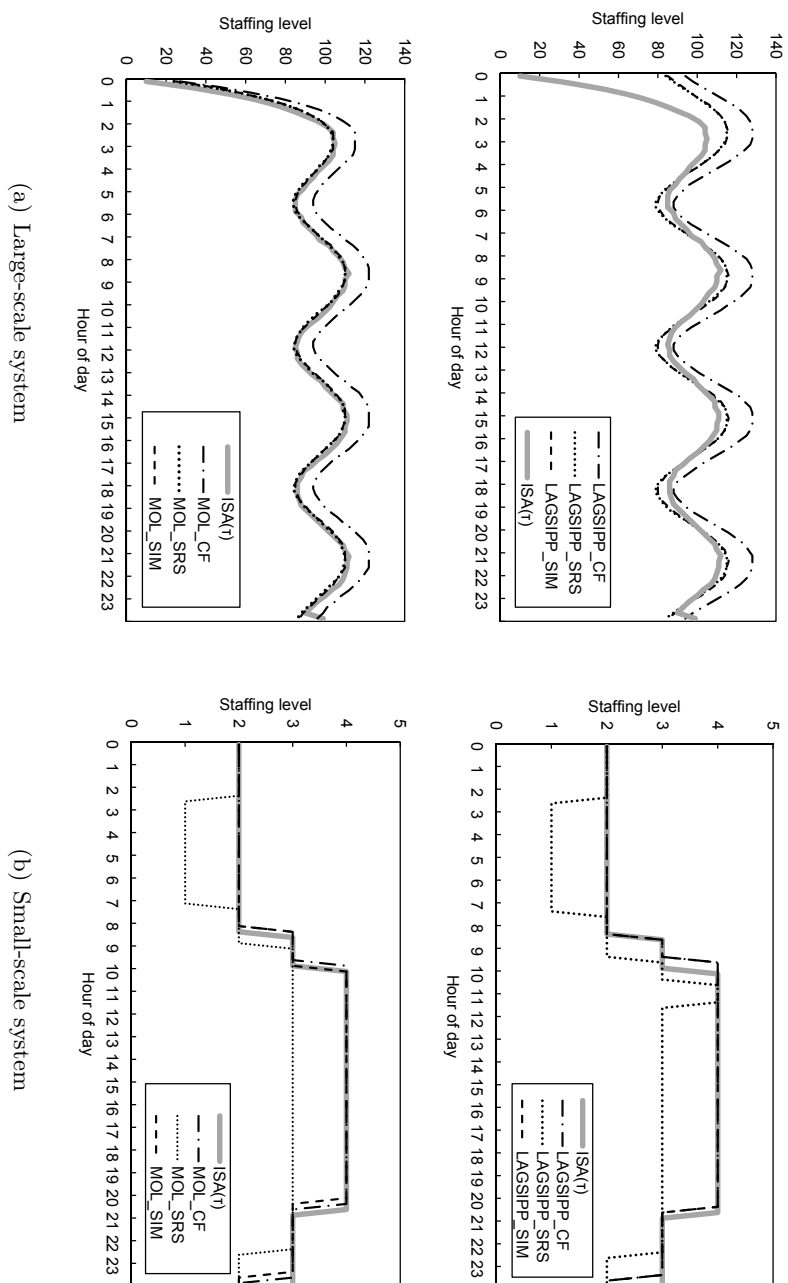 Staffing level
140
120
100
80
60
40
20
0
0 1 2 3 4 5 6 7 8 9 10 11 12 13 14 15 16 17 18 19 20 21 22 23
Hour of day
LAGSIPP_CF
LAGSIPP_SRS
LAGSIPP_SIM
ISA(τ)
Staffing level
140
120
100
80
60
40
20
0
0 1 2 3 4 5 6 7 8 9 10 11 12 13 14 15 16 17 18 19 20 21 22 23
Hour of day
ISA(τ)
MOL_CF
MOL_SRS
MOL_SIM
(a) Large-scale system
Staffing level
5
4
3
2
1
0
0 1 2 3 4 5 6 7 8 9 10 11 12 13 14 15 16 17 18 19 20 21 22 23
Hour of day
ISA(τ)
LAGSIPP_CF
LAGSIPP_SRS
LAGSIPP_SIM
Staffing level
5
4
3
2
1
0
0 1 2 3 4 5 6 7 8 9 10 11 12 13 14 15 16 17 18 19 20 21 22 23
Hour of day
ISA(τ)
MOL_CF
MOL_SRS
MOL_SIM
(b) Small-scale system